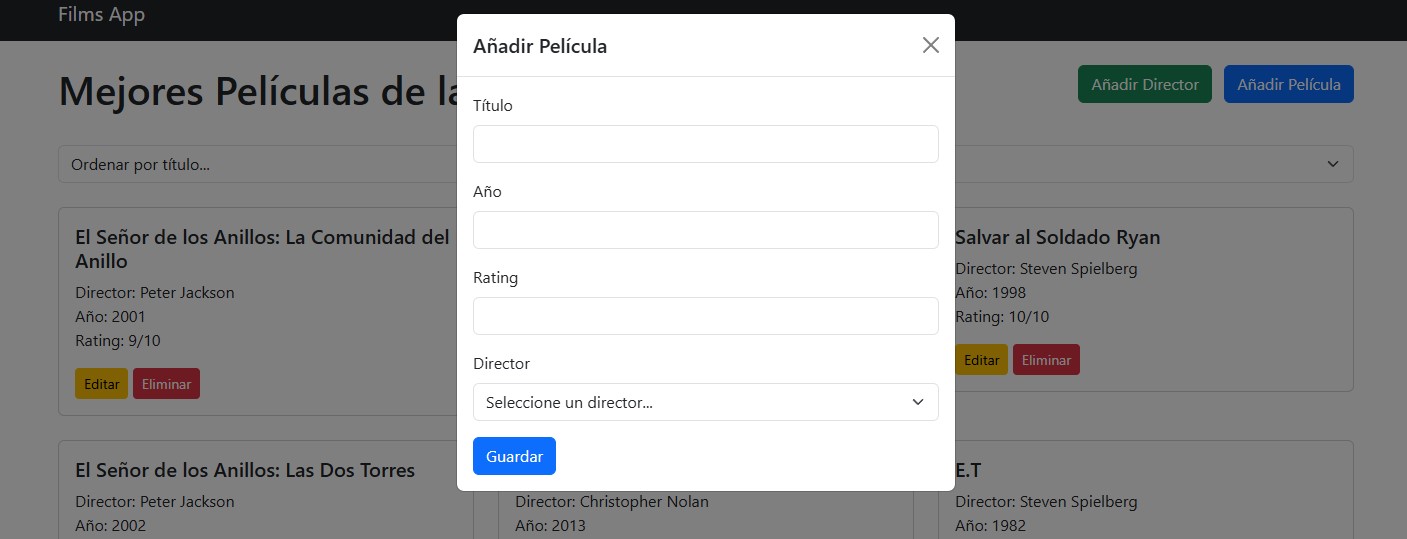 Films App
Mejores Películas de la
Añadir Director
Añadir Película
Ordenar por título...
Añadir Película
Título
Año
Rating
Director
Seleccione un director...
Guardar
El Señor de los Anillos: La Comunidad del
Anillo
Director: Peter Jackson
Año: 2001
Rating: 9/10
Editar
Eliminar
Salvar al Soldado Ryan
Director: Steven Spielberg
Año: 1998
Rating: 10/10
Editar
Eliminar
El Señor de los Anillos: Las Dos Torres
Director: Peter Jackson
Año: 2002
Director: Christopher Nolan
Año: 2013
E.T
Director: Steven Spielberg
Año: 1982